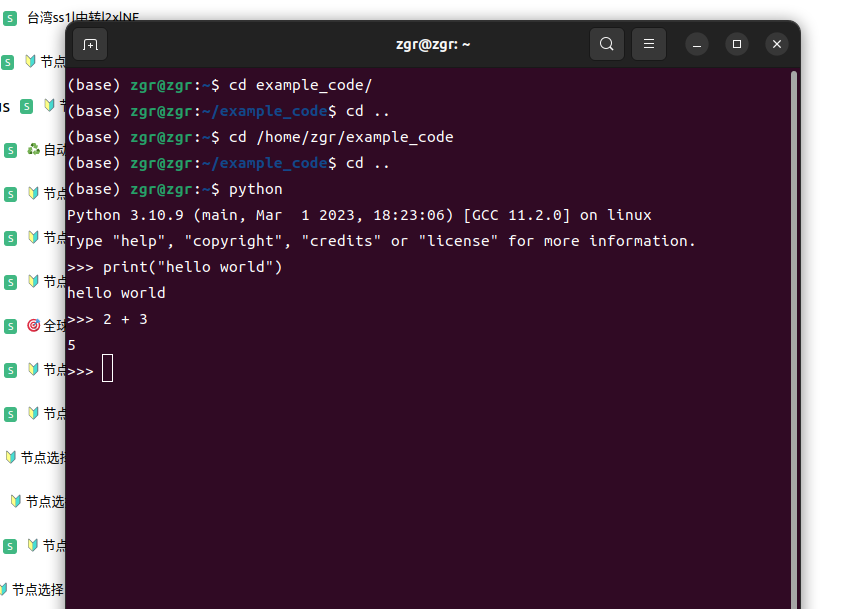 台湾ss1|中转|2x|NF
zgr@zgr: ~
(base) zgr@zgr:~$ cd example_code/
(base) zgr@zgr:~/example_code$ cd ..
(base) zgr@zgr:~$ cd /home/zgr/example_code
(base) zgr@zgr:~/example_code$ cd ..
(base) zgr@zgr:~$ python
Python 3.10.9 (main, Mar  1 2023, 18:23:06) [GCC 11.2.0] on linux
Type "help", "copyright", "credits" or "license" for more information.
>>> print("hello world")
hello world
>>> 2 + 3
5
>>>
S 节点
S 节
S 自动
S 节点
S 节点
S 节点
S 全球
S 节点
S 节点
节点选择
节点选
S 节点
节点选择